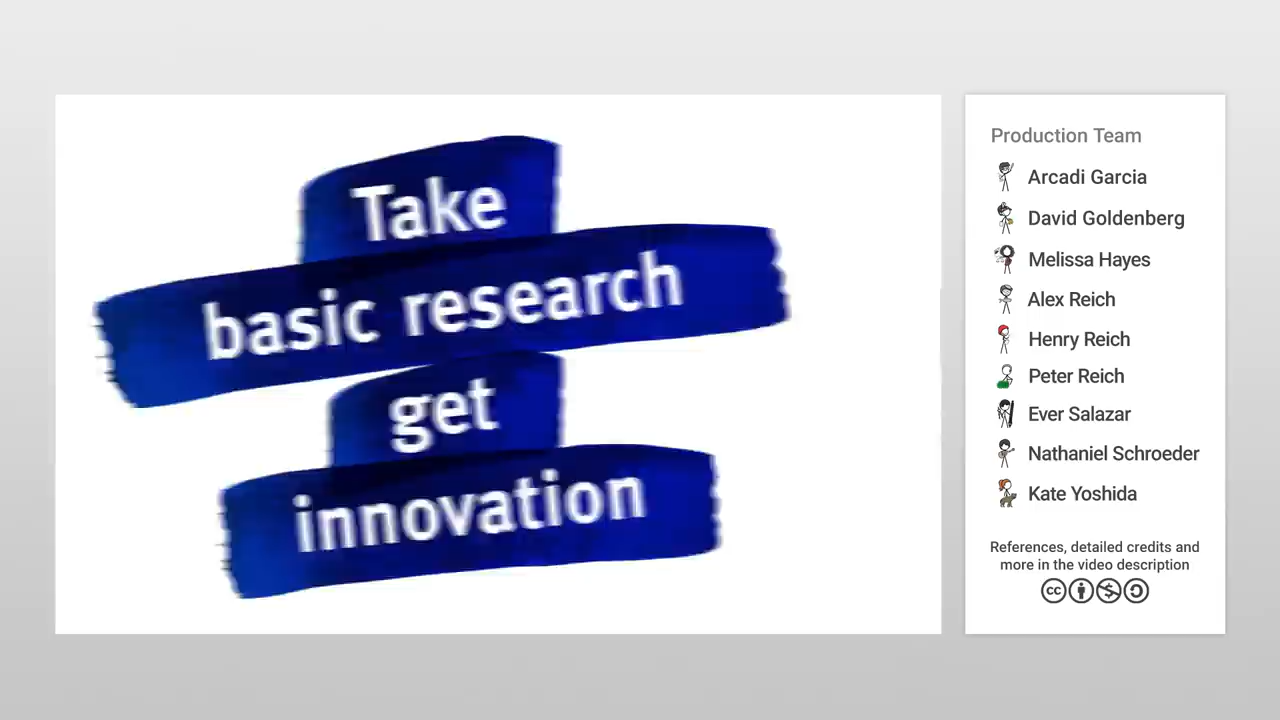 Take
basic research
get
innovation
Production Team
Arcadi Garcia
David Goldenberg
Melissa Hayes
Alex Reich
Henry Reich
Peter Reich
Ever Salazar
Nathaniel Schroeder
Kate Yoshida
References, detailed credits and
more in the video description
cc